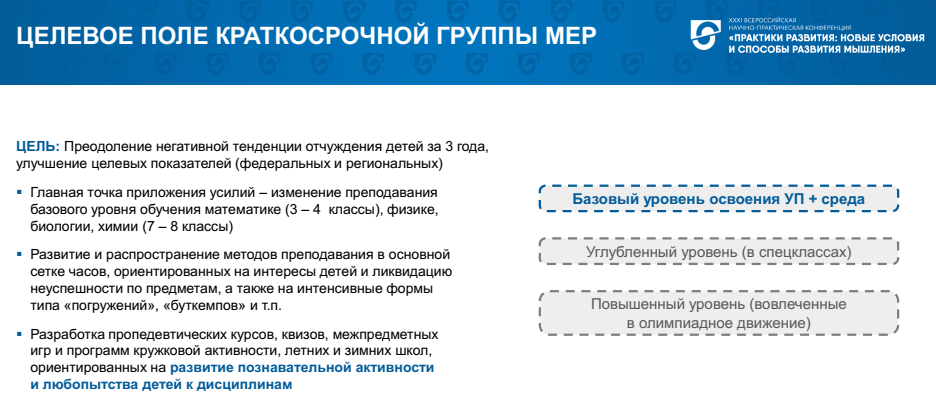 ЦЕЛЕВОЕ ПОЛЕ КРАТКОСРОЧНОЙ ГРУППЫ МЕР
XXXI ВСЕРОССИЙСКАЯ
НАУЧНО-ПРАКТИЧЕСКАЯ КОНФЕРЕНЦИЯ
«ПРАКТИКИ РАЗВИТИЯ: НОВЫЕ УСЛОВИЯ
И СПОСОБЫ РАЗВИТИЯ МЫШЛЕНИЯ»
ЦЕЛЬ: Преодоление негативной тенденции отчуждения детей за 3 года,
улучшение целевых показателей (федеральных и региональных)
▪ Главная точка приложения усилий – изменение преподавания
базового уровня обучения математике (3 – 4 классы), физике,
биологии, химии (7 – 8 классы)
▪ Развитие и распространение методов преподавания в основной
сетке часов, ориентированных на интересы детей и ликвидацию
неуспешности по предметам, а также на интенсивные формы
типа «погружений», «буткемпов» и т.п.
▪ Разработка пропедевтических курсов, квизов, межпредметных
игр и программ кружковой активности, летних и зимних школ,
ориентированных на развитие познавательной активности
и любопытства детей к дисциплинам
Базовый уровень освоения УП + среда
Углубленный уровень (в спецклассах)
Повышенный уровень (вовлеченные
в олимпиадное движение)